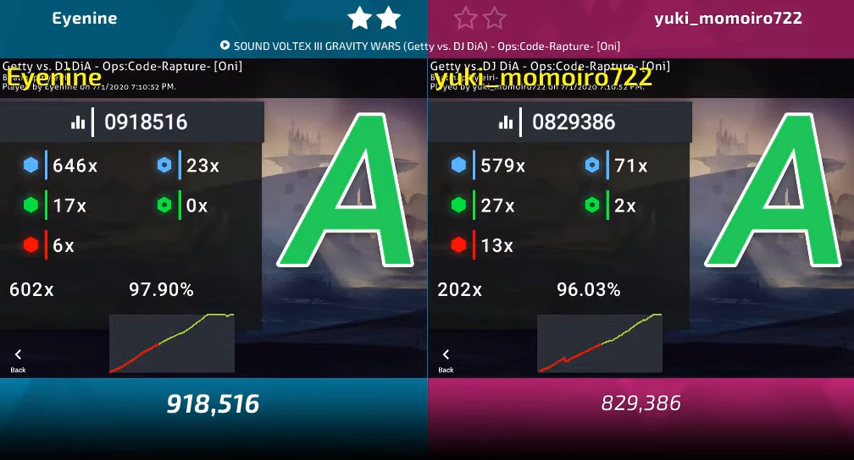 Eyenine
yuki_momoiro722
SOUND VOLTEX III GRAVITY WARS (Getty vs. DJ DiA) - Ops:Code-Rapture- [Oni]
Getty vs. DJ DiA - Ops:Code-Rapture- [Oni]
Eyenine
Played by Eyenine on 7/1/2020 7:10:52 PM.
0918516
646x
23x
17x
0x
6x
602x
97.90%
A
Back
918,516
Getty vs. DJ DiA - Ops:Code-Rapture- [Oni]
yuki_momoiro722
Played by yuki_momoiro722 on 7/1/2020 7:10:52 PM.
0829386
579x
71x
27x
2x
13x
202x
96.03%
A
Back
829,386